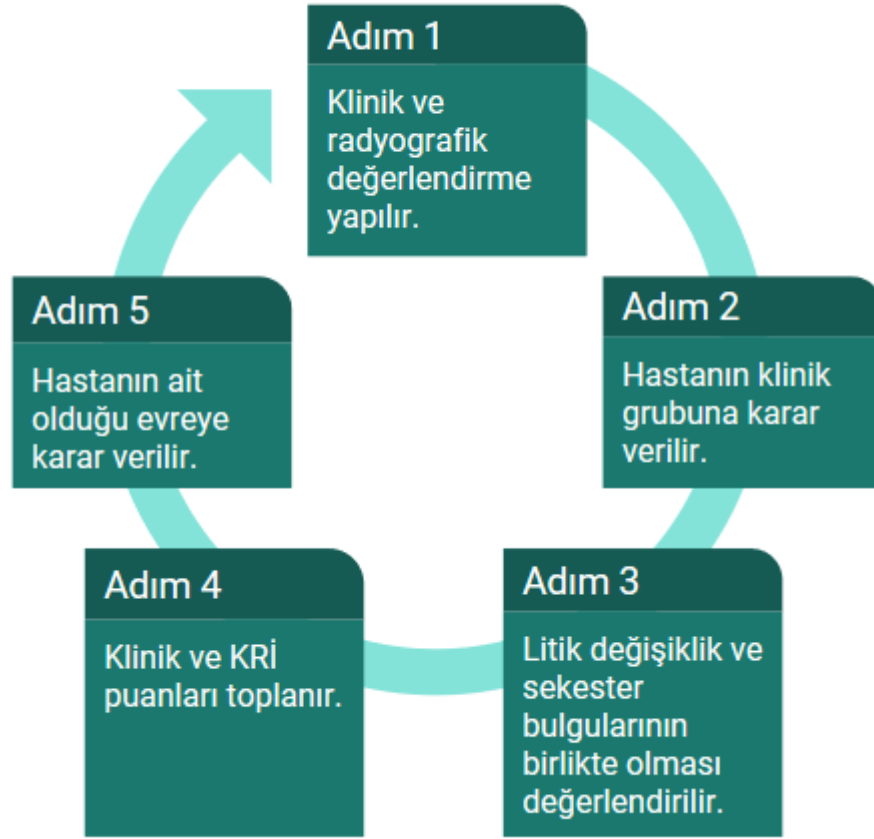 Adım 1
Klinik ve
radyografik
değerlendirme
yapılır.
Adım 2
Hastanın klinik
grubuna karar
verilir.
Adım 3
Litik değişiklik ve
sekester
bulgularının
birlikte olması
değerlendirilir.
Adım 4
Klinik ve KRİ
puanları toplanır.
Adım 5
Hastanın ait
olduğu evreye
karar verilir.